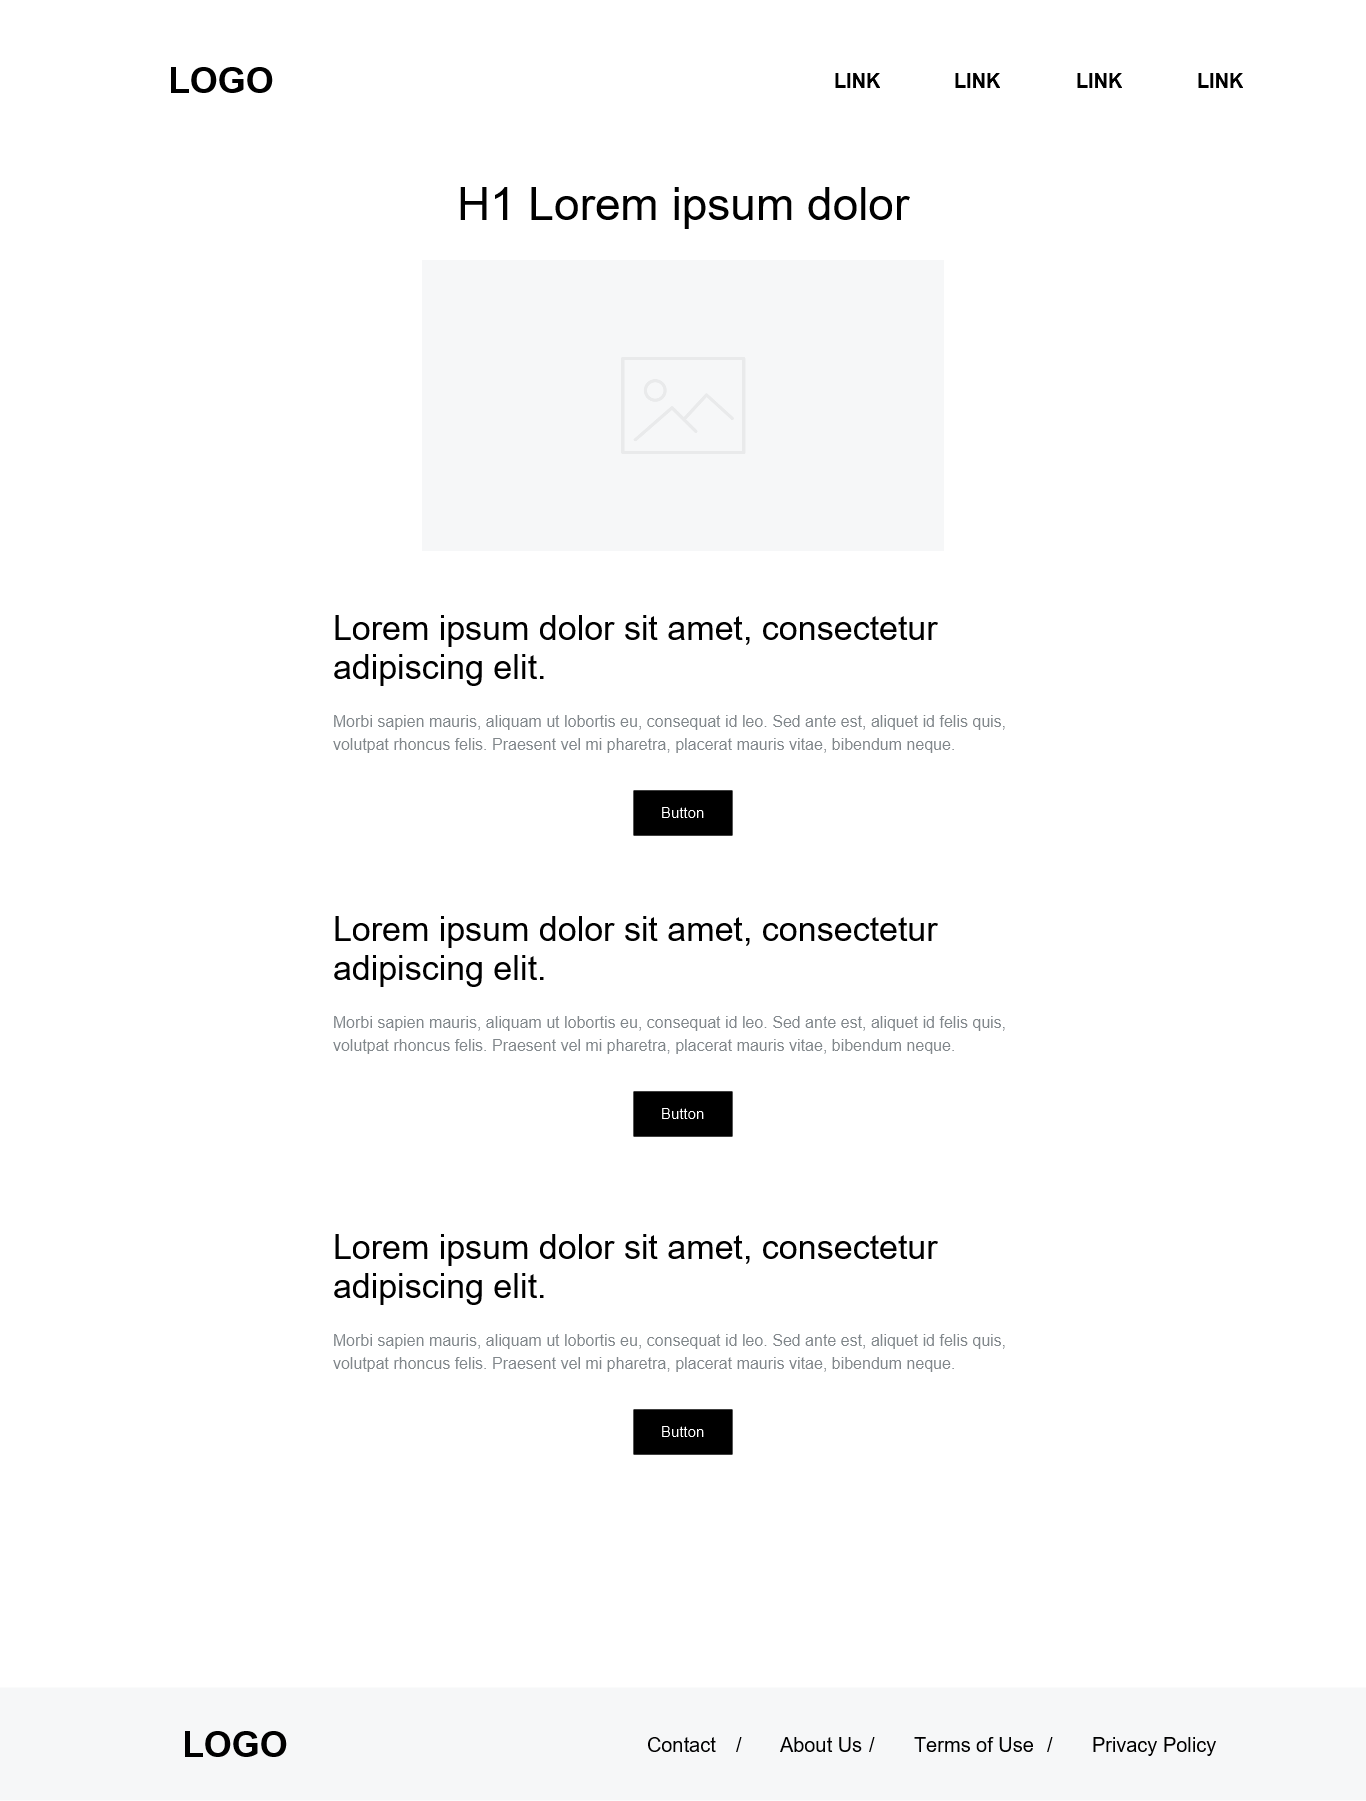 LOGO LINK LINK LINK LINK
H1 Lorem ipsum dolor
Lorem ipsum dolor sit amet, consectetur
adipiscing elit.
Morbi sapien mauris, aliquam ut lobortis eu, consequat id leo. Sed ante est, aliquet id felis quis,
volutpat rhoncus felis. Praesent vel mi pharetra, placerat mauris vitae, bibendum neque.
Button
Lorem ipsum dolor sit amet, consectetur
adipiscing elit.
Morbi sapien mauris, aliquam ut lobortis eu, consequat id leo. Sed ante est, aliquet id felis quis,
volutpat rhoncus felis. Praesent vel mi pharetra, placerat mauris vitae, bibendum neque.
Button
Lorem ipsum dolor sit amet, consectetur
adipiscing elit.
Morbi sapien mauris, aliquam ut lobortis eu, consequat id leo. Sed ante est, aliquet id felis quis,
volutpat rhoncus felis. Praesent vel mi pharetra, placerat mauris vitae, bibendum neque.
Button
LOGO Contact / About Us / Terms of Use / Privacy Policy